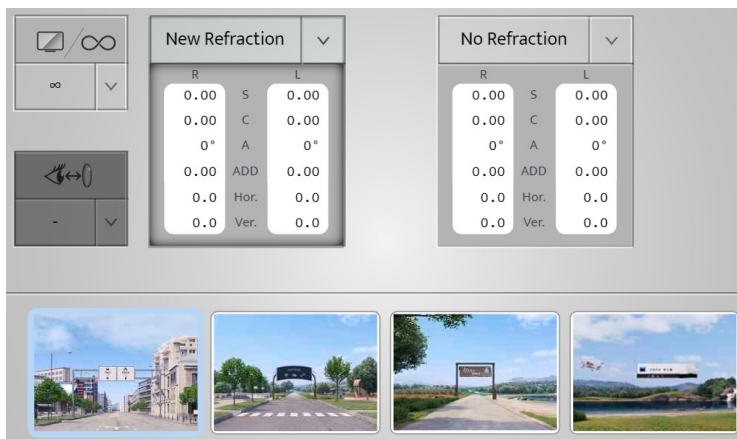 ∞
∞
-
New Refraction
R L
0.00 S 0.00
0.00 C 0.00
0° A 0°
0.00 ADD 0.00
0.0 Hor. 0.0
0.0 Ver. 0.0
No Refraction
R L
0.00 S 0.00
0.00 C 0.00
0° A 0°
0.00 ADD 0.00
0.0 Hor. 0.0
0.0 Ver. 0.0